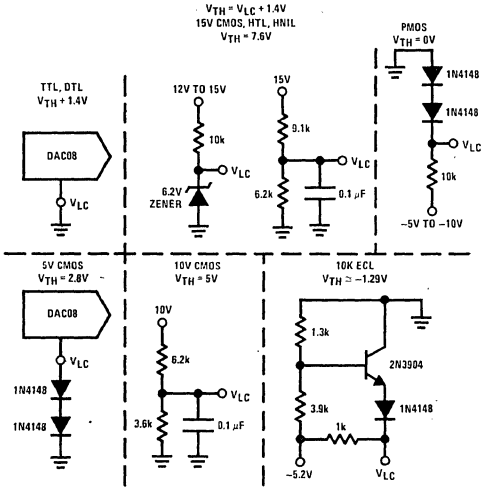 V_TH = V_LC + 1.4V
15V CMOS, HTL, HNIL
V_TH = 7.6V
PMOS
V_TH = 0V
1N4148
1N4148
V_LC
10k
–5V TO –10V
TTL, DTL
V_TH + 1.4V
DAC08
V_LC
12V TO 15V
10k
V_LC
6.2V
ZENER
15V
9.1k
V_LC
6.2k
0.1 μF
5V CMOS
V_TH = 2.8V
DAC08
V_LC
1N4148
1N4148
10V CMOS
V_TH = 5V
10V
6.2k
V_LC
3.6k
0.1 μF
10K ECL
V_TH ≃ –1.29V
1.3k
2N3904
3.9k
1N4148
1k
–5.2V
V_LC